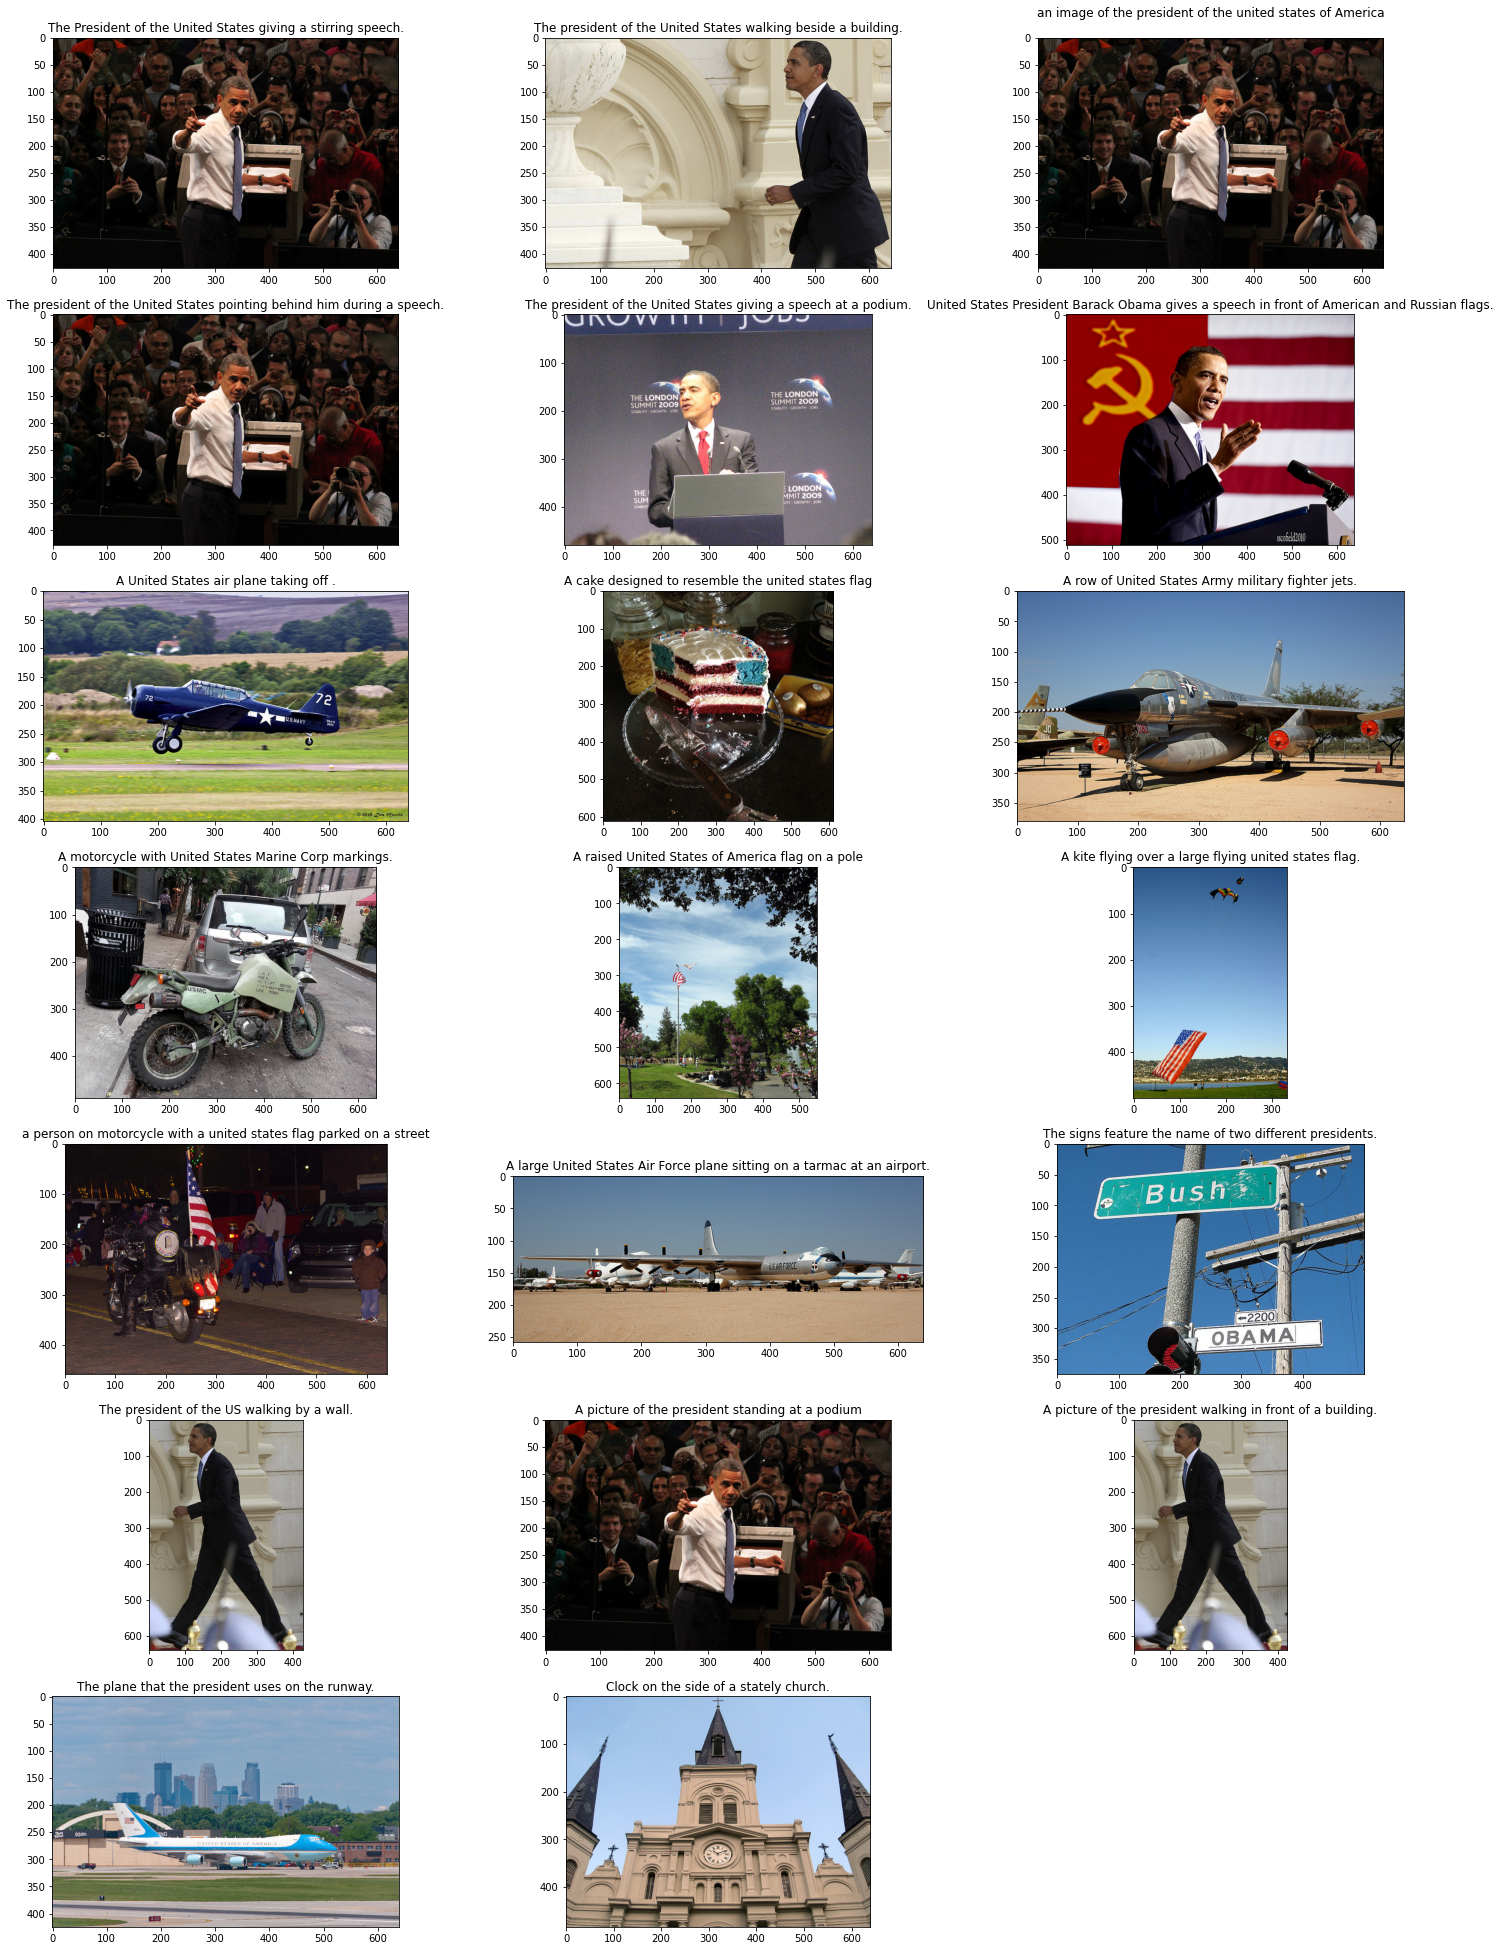 The President of the United States giving a stirring speech.
0
50
100
150
200
250
300
350
400
0 100 200 300 400 500 600
The president of the United States walking beside a building.
0
50
100
150
200
250
300
350
400
0 100 200 300 400 500 600
an image of the president of the united states of America
0
50
100
150
200
250
300
350
400
0 100 200 300 400 500 600
The president of the United States pointing behind him during a speech.
0
50
100
150
200
250
300
350
400
0 100 200 300 400 500 600
The president of the United States giving a speech at a podium.
GROWTH | JOBS
THE LONDON
SUMMIT 2009
STABILITY | GROWTH | JOBS
THE LONDON
SUMMIT 2009
STABILITY | GROWTH | JOBS
THE LONDON
SUMMIT 2009
STABILITY | GROWTH | JOBS
0
100
200
300
400
0 100 200 300 400 500 600
United States President Barack Obama gives a speech in front of American and Russian flags.
0
100
200
300
400
500
0 100 200 300 400 500 600
A United States air plane taking off .
72
72
U.S.NAVY
0
50
100
150
200
250
300
350
400
0 100 200 300 400 500 600
A cake designed to resemble the united states flag
0
100
200
300
400
500
600
0 100 200 300 400 500 600
A row of United States Army military fighter jets.
JO
0
50
100
150
200
250
300
350
0 100 200 300 400 500 600
A motorcycle with United States Marine Corp markings.
USMC
0
100
200
300
400
0 100 200 300 400 500 600
A raised United States of America flag on a pole
0
100
200
300
400
500
600
0 100 200 300 400 500
A kite flying over a large flying united states flag.
0
100
200
300
400
0 100 200 300
a person on motorcycle with a united states flag parked on a street
0
100
200
300
400
0 100 200 300 400 500 600
A large United States Air Force plane sitting on a tarmac at an airport.
U.S. AIR FORCE
0
50
100
150
200
250
0 100 200 300 400 500 600
The signs feature the name of two different presidents.
Bush
←2200
OBAMA
0
50
100
150
200
250
300
350
0 100 200 300 400
The president of the US walking by a wall.
0
100
200
300
400
500
600
0 100 200 300 400
A picture of the president standing at a podium
0
50
100
150
200
250
300
350
400
0 100 200 300 400 500 600
A picture of the president walking in front of a building.
0
100
200
300
400
500
600
0 100 200 300 400
The plane that the president uses on the runway.
UNITED STATES OF AMERICA
0
50
100
150
200
250
300
350
400
0 100 200 300 400 500 600
Clock on the side of a stately church.
0
100
200
300
400
0 100 200 300 400 500 600